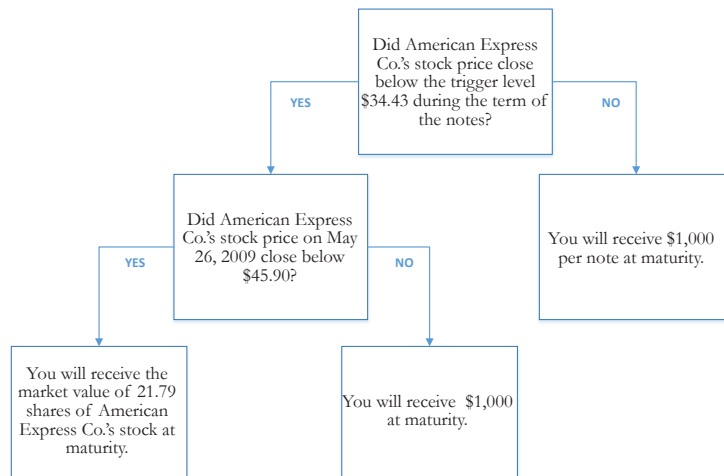 Did American Express
Co.'s stock price close
below the trigger level
$34.43 during the term of
the notes?
YES
NO
Did American Express
Co.'s stock price on May
26, 2009 close below
$45.90?
You will receive $1,000
per note at maturity.
YES
NO
You will receive the
market value of 21.79
shares of American
Express Co.'s stock at
maturity.
You will receive $1,000
at maturity.